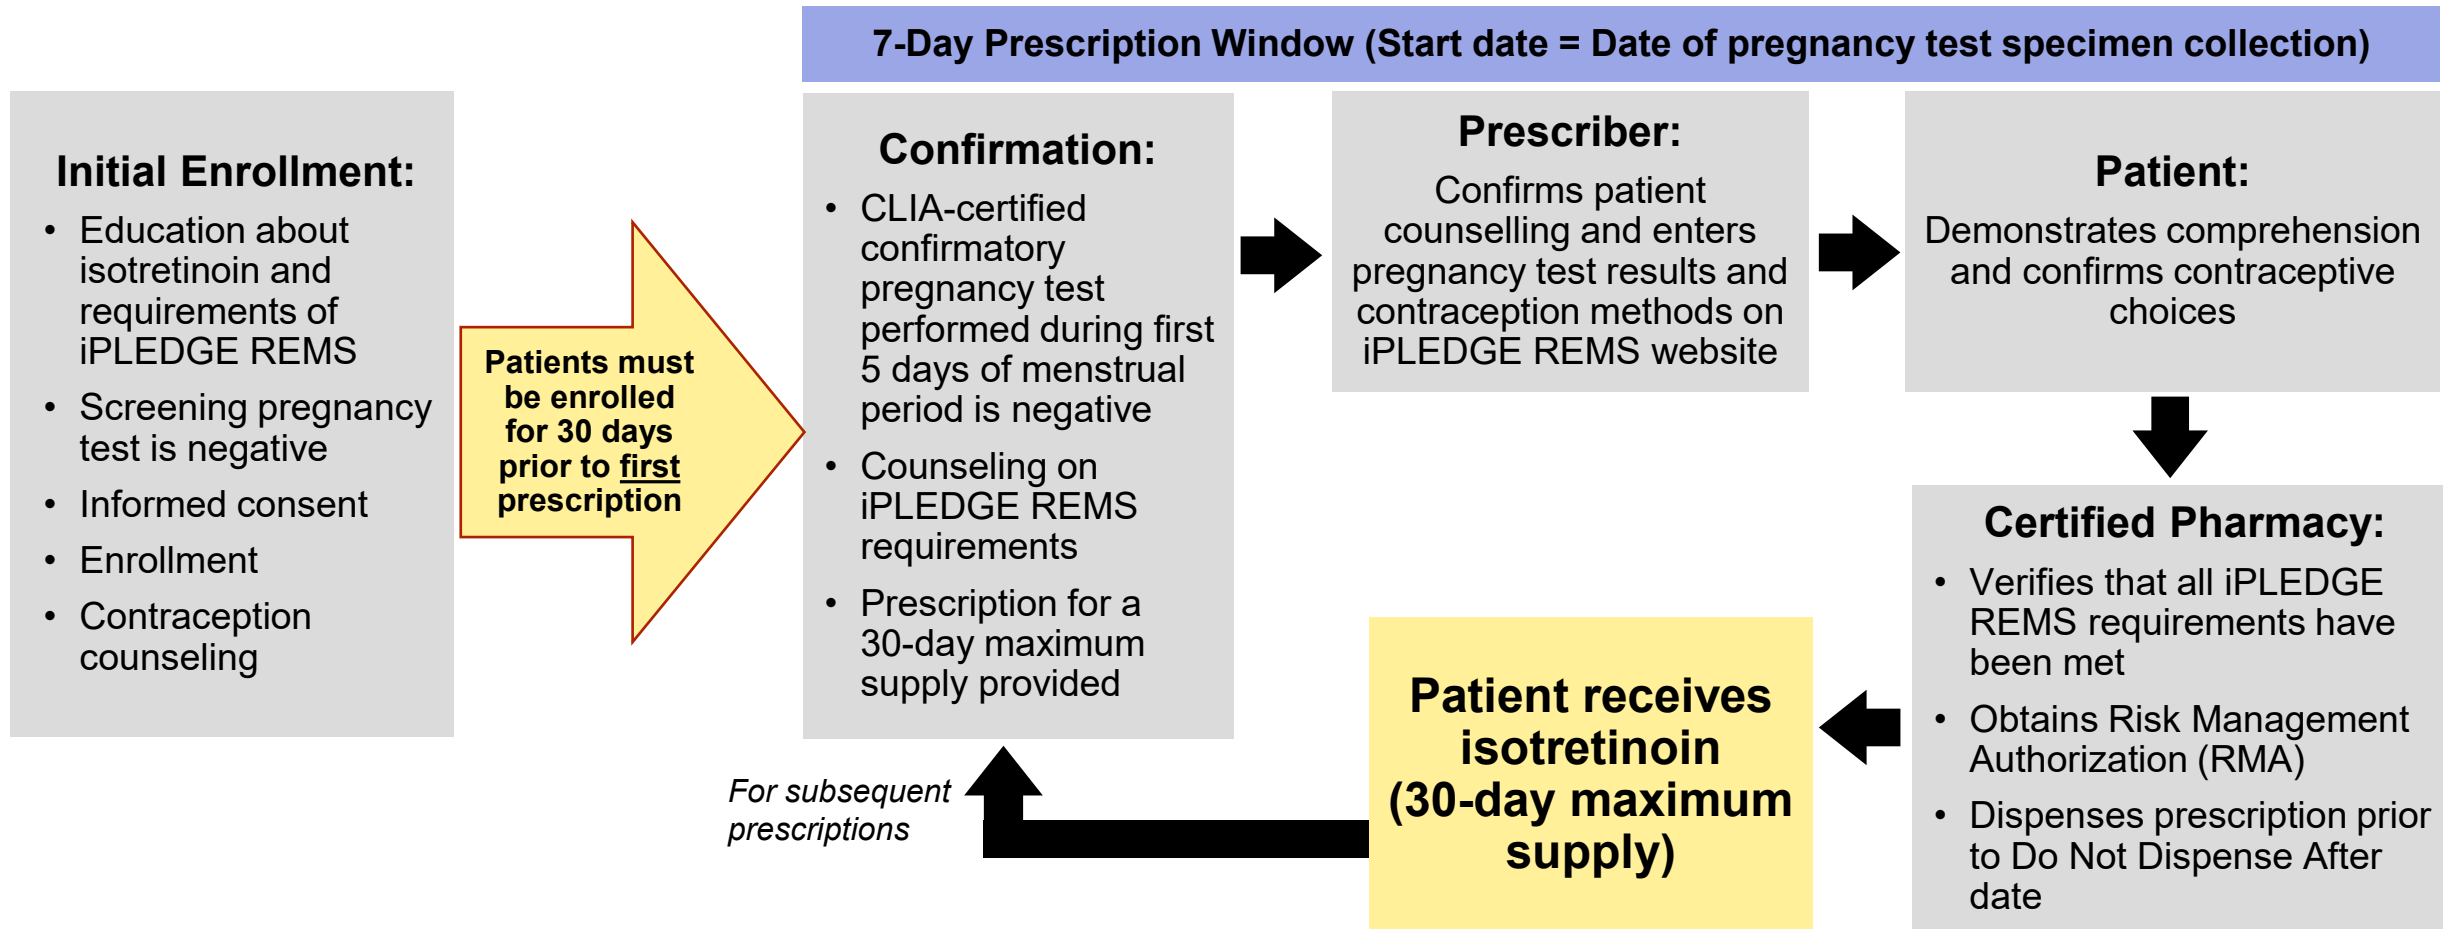 7-Day Prescription Window (Start date = Date of pregnancy test specimen collection)
Initial Enrollment:
• Education about
isotretinoin and
requirements of
iPLEDGE REMS
• Screening pregnancy
test is negative
• Informed consent
• Enrollment
• Contraception
counseling
Patients must
be enrolled
for 30 days
prior to first
prescription
Confirmation:
• CLIA-certified
confirmatory
pregnancy test
performed during first
5 days of menstrual
period is negative
• Counseling on
iPLEDGE REMS
requirements
• Prescription for a
30-day maximum
supply provided
Prescriber:
Confirms patient
counselling and enters
pregnancy test results and
contraception methods on
iPLEDGE REMS website
Patient:
Demonstrates comprehension
and confirms contraceptive
choices
Certified Pharmacy:
• Verifies that all iPLEDGE
REMS requirements have
been met
• Obtains Risk Management
Authorization (RMA)
• Dispenses prescription prior
to Do Not Dispense After
date
Patient receives
isotretinoin
(30-day maximum
supply)
For subsequent
prescriptions